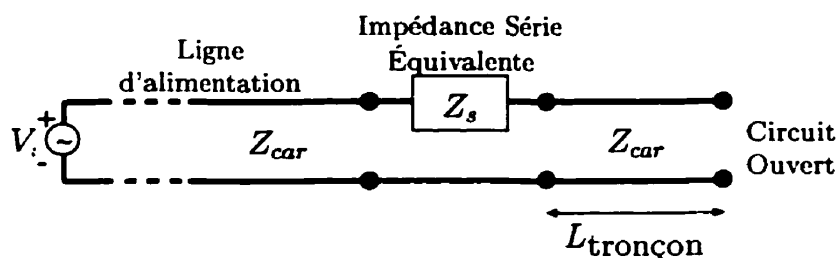 Impédance Série
Équivalente
Ligne
d'alimentation
Z_s
+
V_i
~
-
Z_car
Z_car
Circuit
Ouvert
L_tronçon